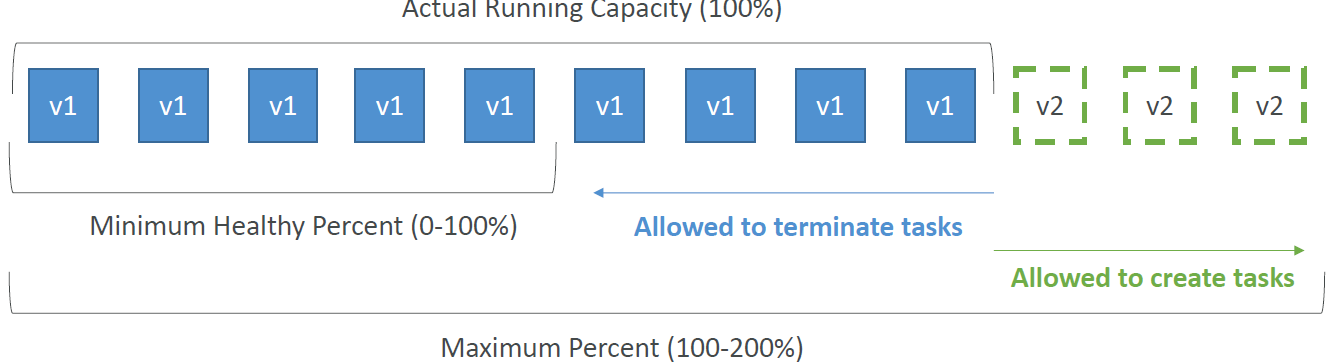 Actual Running Capacity (100%)
v1 v1 v1 v1 v1 v1 v1 v1 v1 v2 v2 v2
Minimum Healthy Percent (0-100%)
Allowed to terminate tasks
Allowed to create tasks
Maximum Percent (100-200%)